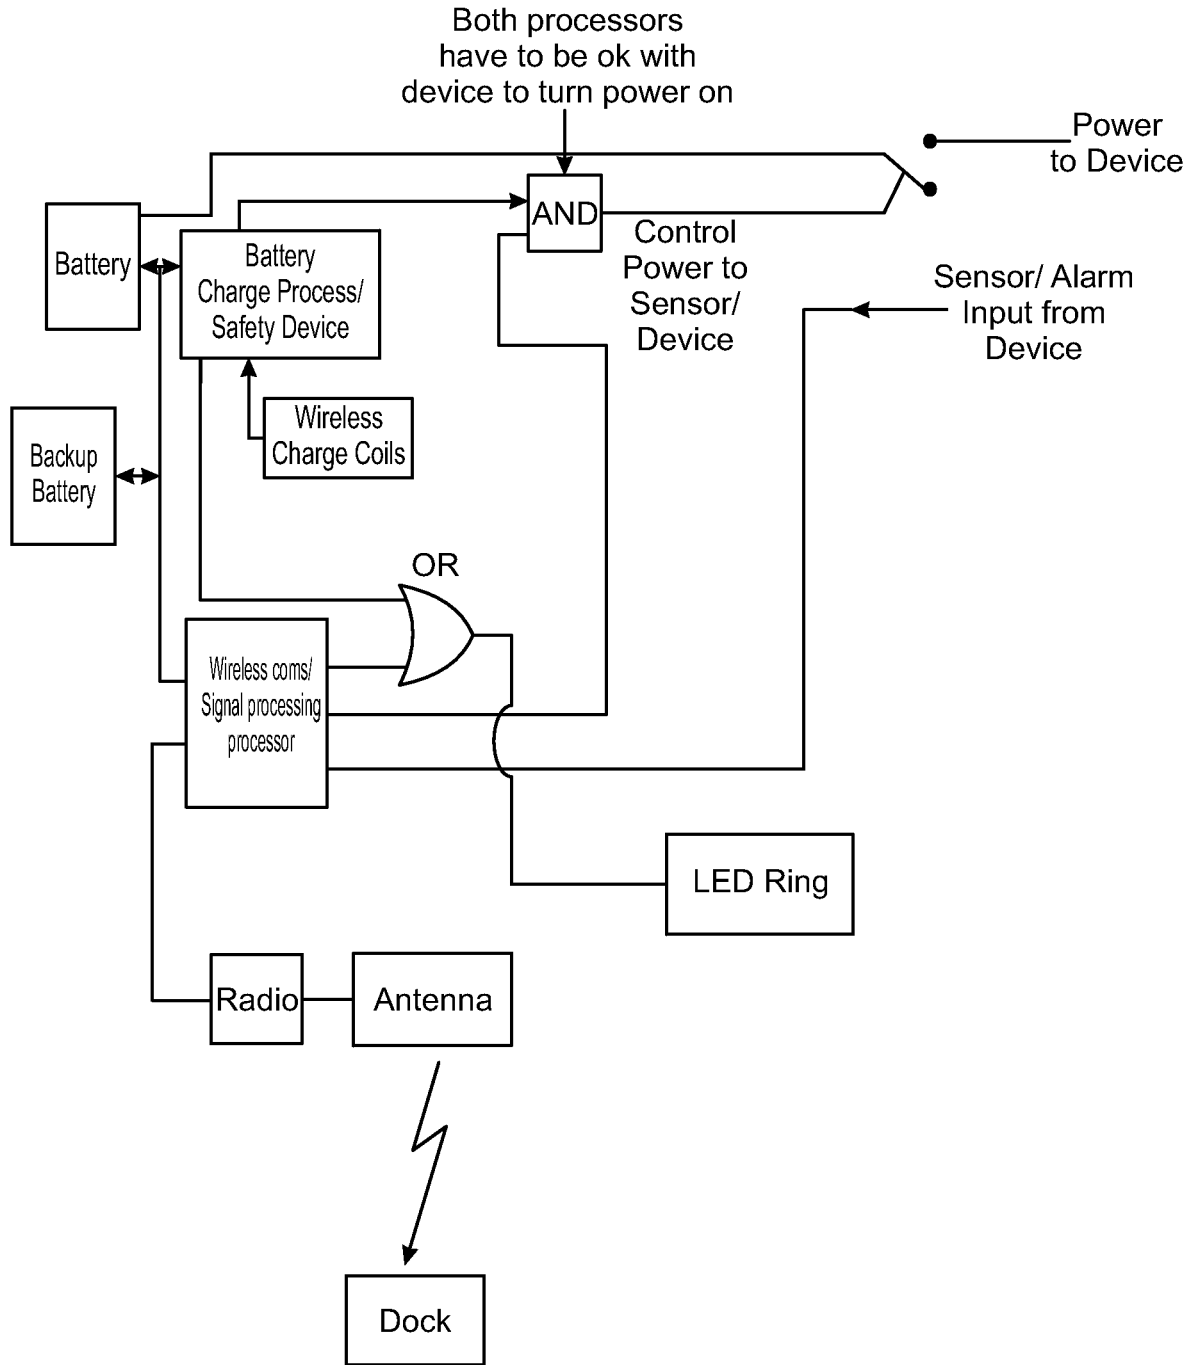 Both processors
have to be ok with
device to turn power on
Power
to Device
AND
Battery
Battery
Charge Process/
Safety Device
Control
Power to
Sensor/
Device
Sensor/ Alarm
Input from
Device
Wireless
Charge Coils
Backup
Battery
OR
Wireless coms/
Signal processing
processor
LED Ring
Radio
Antenna
Dock